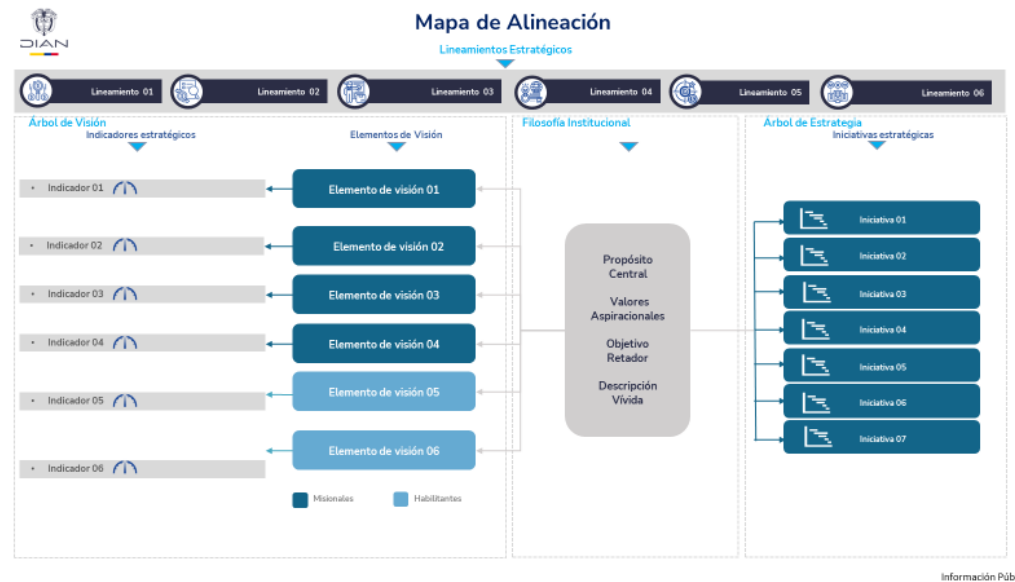 Mapa de Alineación
DIAN
Lineamientos Estratégicos
Lineamiento 01
Lineamiento 02
Lineamiento 03
Lineamiento 04
Lineamiento 05
Lineamiento 06
Árbol de Visión
Indicadores estratégicos
Elementos de Visión
• Indicador 01
Elemento de visión 01
• Indicador 02
Elemento de visión 02
• Indicador 03
Elemento de visión 03
• Indicador 04
Elemento de visión 04
• Indicador 05
Elemento de visión 05
• Indicador 06
Elemento de visión 06
Misionales
Habilitantes
Filosofía Institucional
Propósito
Central
Valores
Aspiracionales
Objetivo
Retador
Descripción
Vívida
Árbol de Estrategia
Iniciativas estratégicas
Iniciativa 01
Iniciativa 02
Iniciativa 03
Iniciativa 04
Iniciativa 05
Iniciativa 06
Iniciativa 07
Información Púb